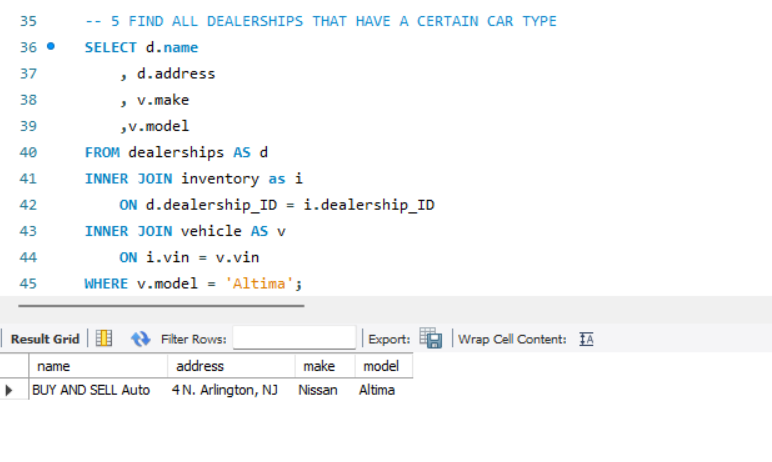 35 -- 5 FIND ALL DEALERSHIPS THAT HAVE A CERTAIN CAR TYPE
36 SELECT d.name
37 , d.address
38 , v.make
39 ,v.model
40 FROM dealerships AS d
41 INNER JOIN inventory as i
42 ON d.dealership_ID = i.dealership_ID
43 INNER JOIN vehicle AS v
44 ON i.vin = v.vin
45 WHERE v.model = 'Altima';
Result Grid Filter Rows: Export: Wrap Cell Content: IA
name address make model
BUY AND SELL Auto 4 N. Arlington, NJ Nissan Altima